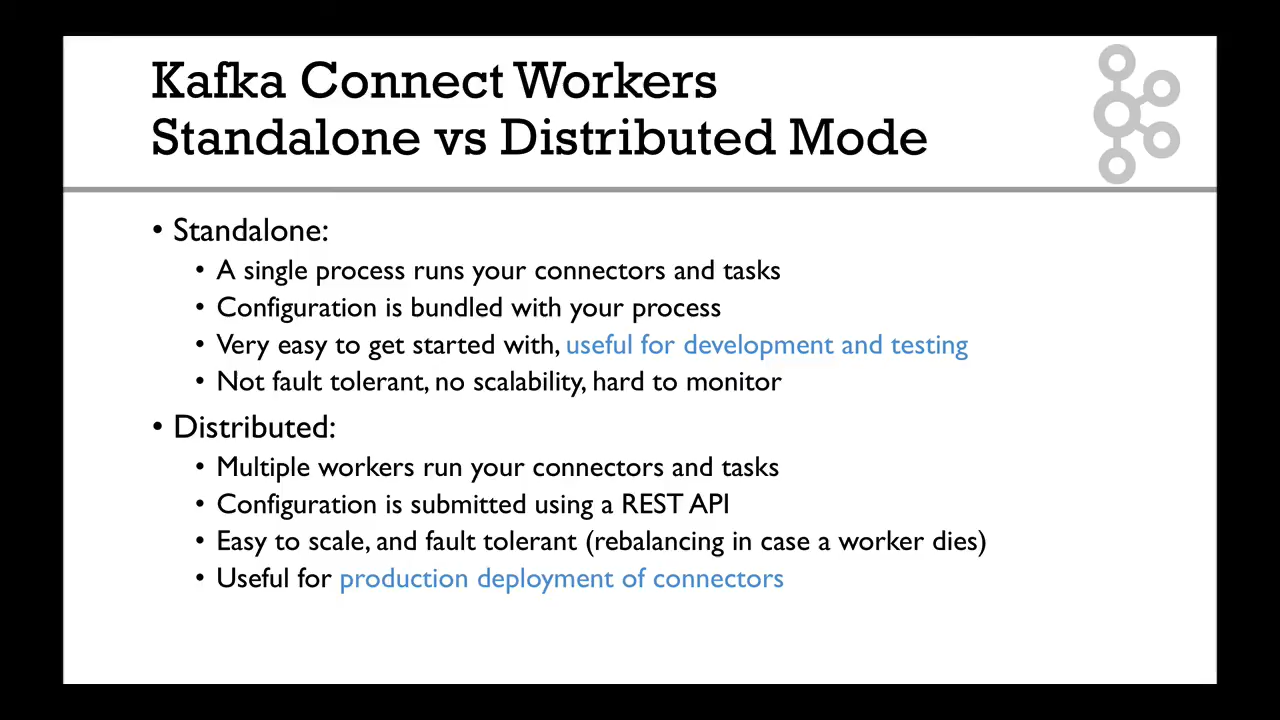 Kafka Connect Workers
Standalone vs Distributed Mode
• Standalone:
• A single process runs your connectors and tasks
• Configuration is bundled with your process
• Very easy to get started with, useful for development and testing
• Not fault tolerant, no scalability, hard to monitor
• Distributed:
• Multiple workers run your connectors and tasks
• Configuration is submitted using a REST API
• Easy to scale, and fault tolerant (rebalancing in case a worker dies)
• Useful for production deployment of connectors